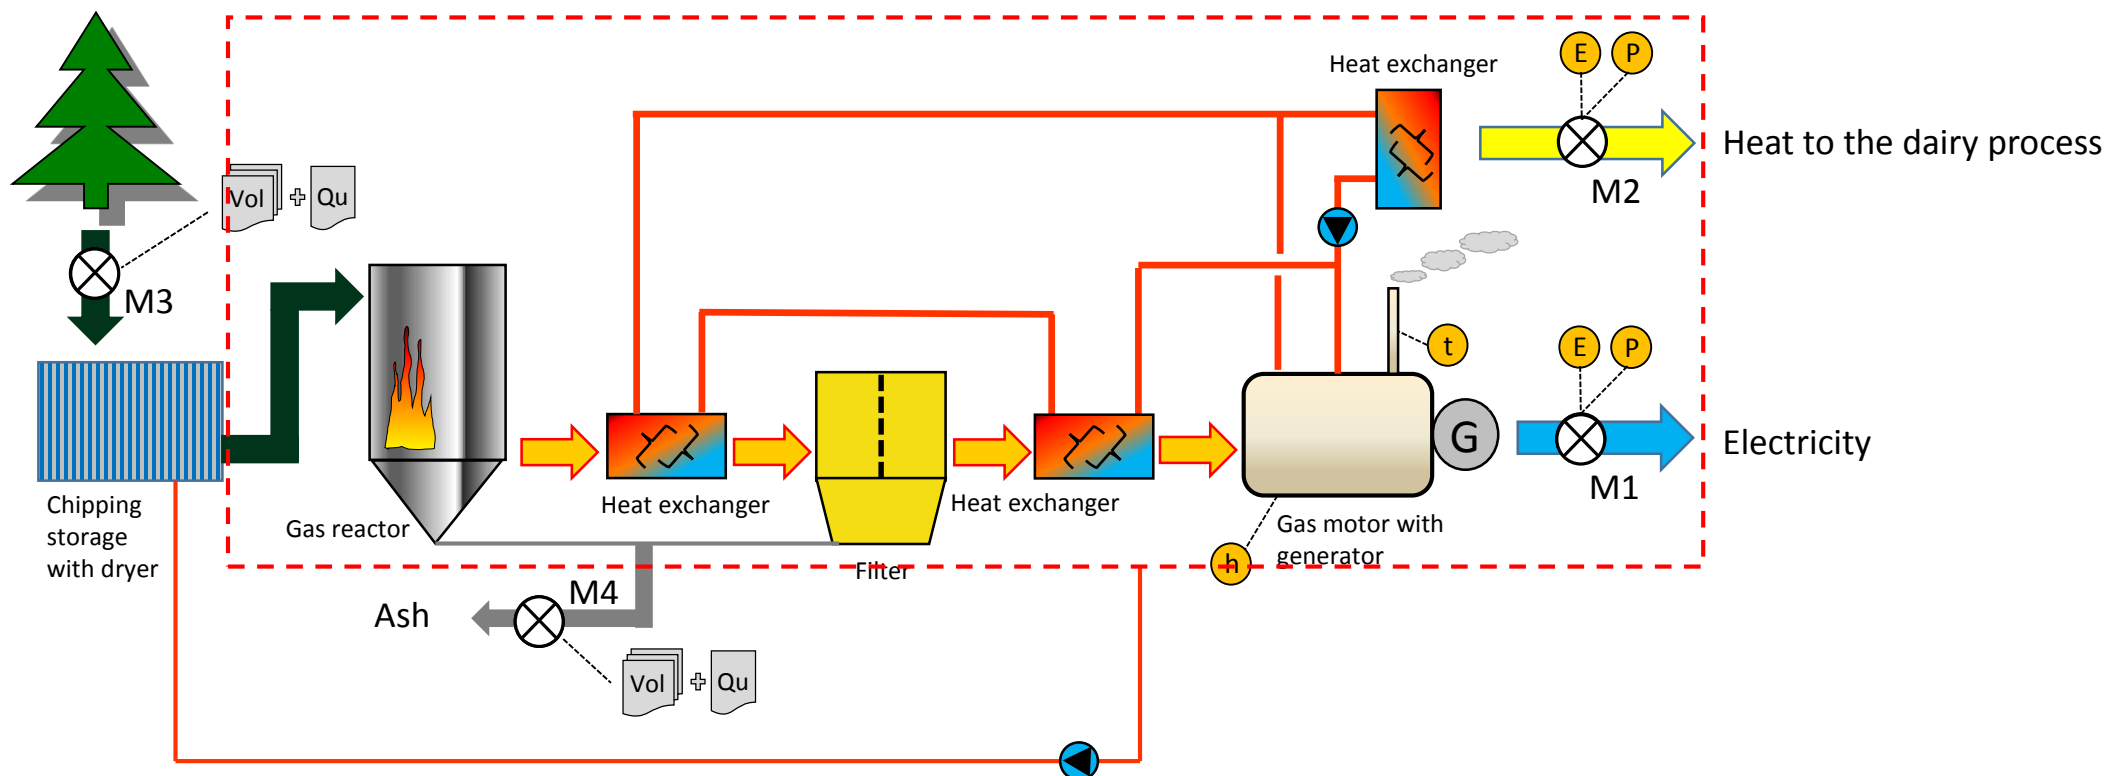 Heat exchanger
E
P
Heat to the dairy process
M2
Vol
Qu
M3
t
E
P
Electricity
G
M1
Chipping
storage
with dryer
Gas reactor
Heat exchanger
Heat exchanger
Gas motor with
generator
Filter
h
M4
Ash
Vol
Qu